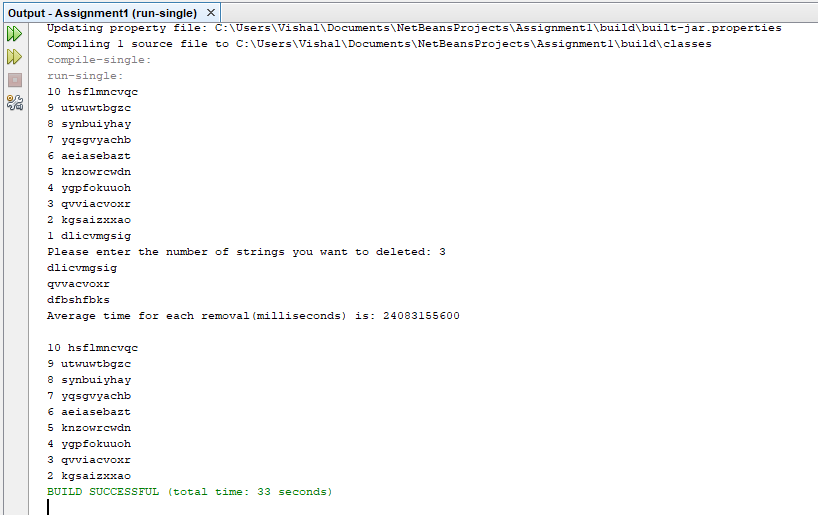 Output - Assignment1 (run-single) ×
Updating property file: C:\Users\Vishal\Documents\NetBeansProjects\Assignment1\build\built-jar.properties
Compiling 1 source file to C:\Users\Vishal\Documents\NetBeansProjects\Assignment1\build\classes
compile-single:
run-single:
10 hsflmncvqc
9 utwuwtbgzc
8 synbuiyhay
7 yqsgvyachb
6 aeiasebazt
5 knzowrcwdn
4 ygpfokuuoh
3 qvviacvoxr
2 kgsaizxxao
1 dlicvmgsig
Please enter the number of strings you want to deleted: 3
dlicvmgsig
qvvacvoxr
dfbshfbks
Average time for each removal(milliseconds) is: 24083155600
10 hsflmncvqc
9 utwuwtbgzc
8 synbuiyhay
7 yqsgvyachb
6 aeiasebazt
5 knzowrcwdn
4 ygpfokuuoh
3 qvviacvoxr
2 kgsaizxxao
BUILD SUCCESSFUL (total time: 33 seconds)